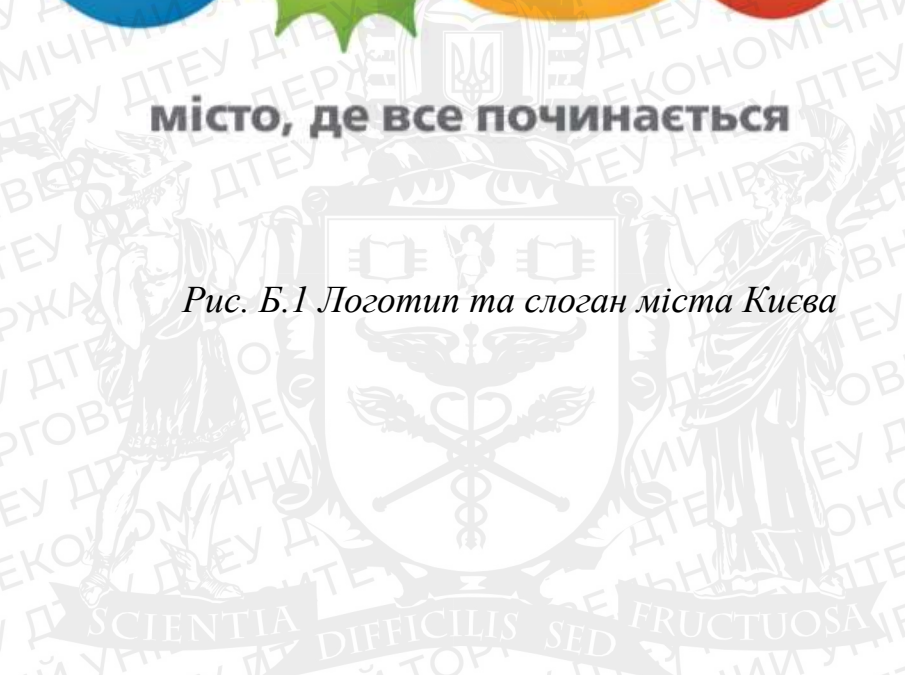 місто, де все починається
Рис. Б.1 Логотип та слоган міста Києва
SCIENTIA DIFFICILIS SED FRUCTUOSA